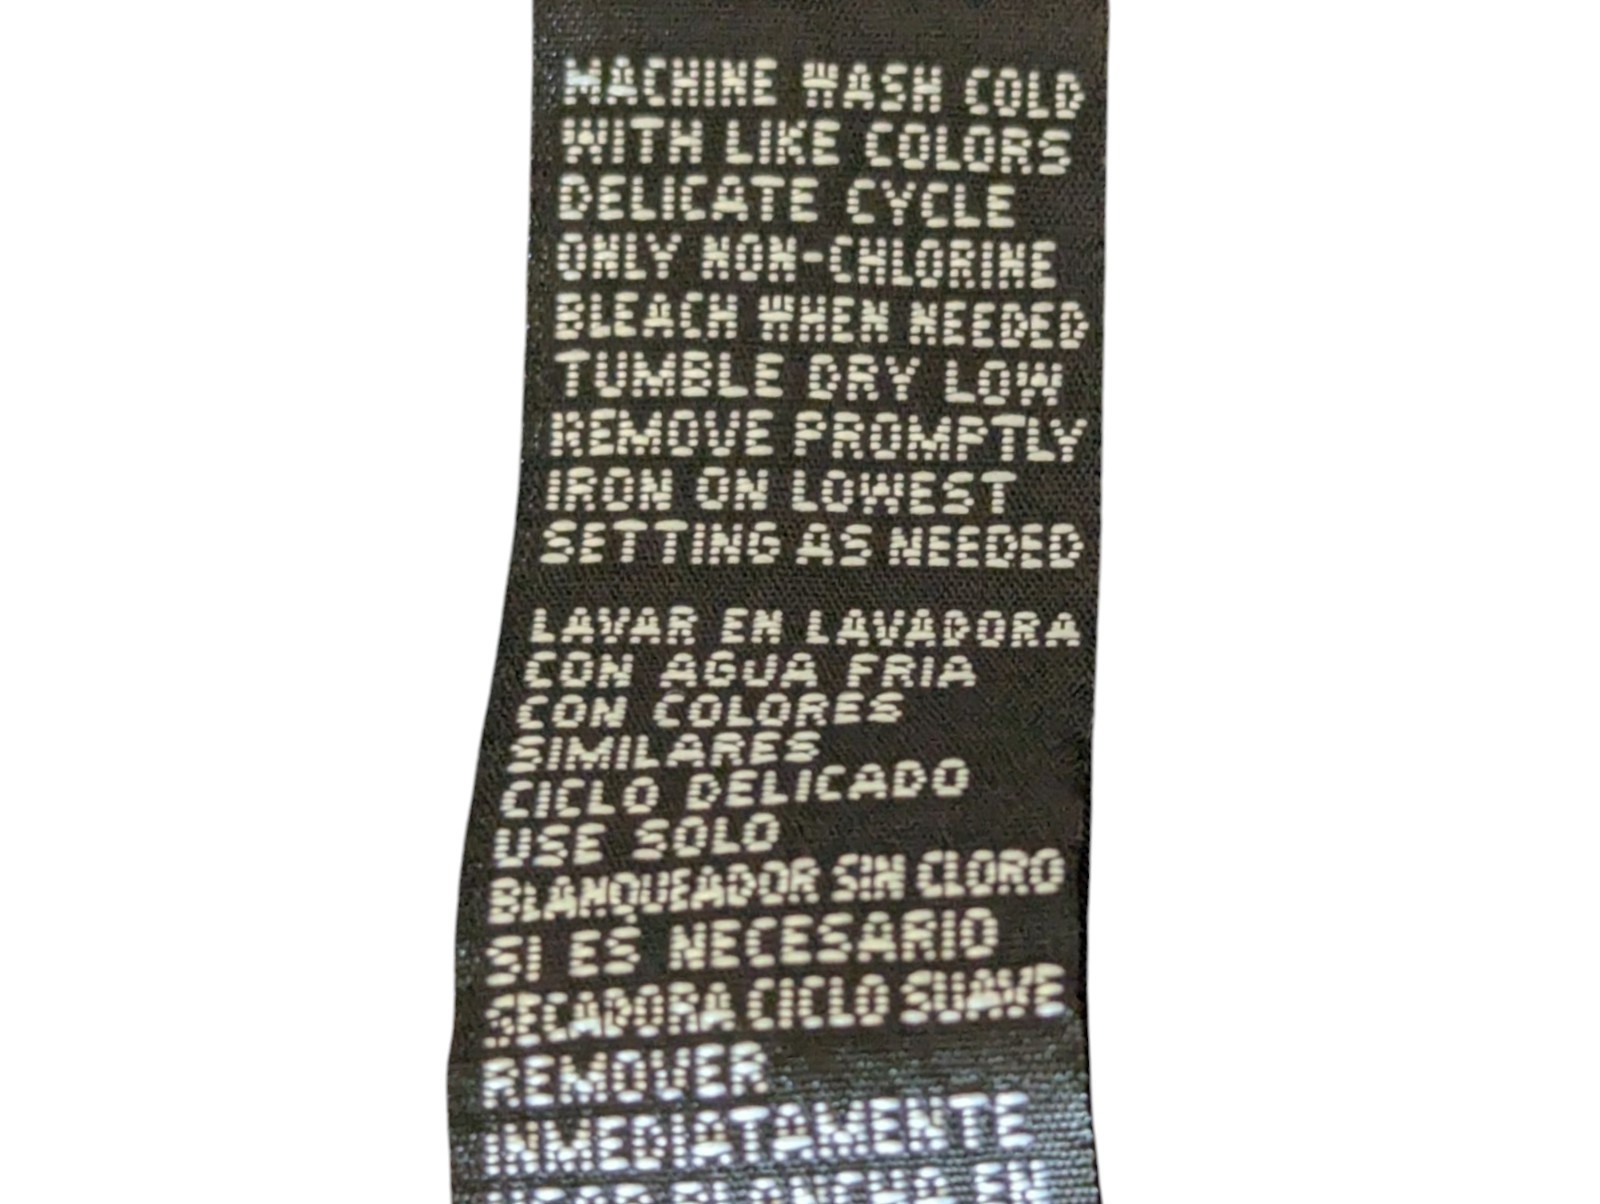 MACHINE WASH COLD
WITH LIKE COLORS
DELICATE CYCLE
ONLY NON-CHLORINE
BLEACH WHEN NEEDED
TUMBLE DRY LOW
REMOVE PROMPTLY
IRON ON LOWEST
SETTING AS NEEDED
LAVAR EN LAVADORA
CON AGUA FRIA
CON COLORES
SIMILARES
CICLO DELICADO
USE SOLO
BLANQUEADOR SIN CLORO
SI ES NECESARIO
SECADORA CICLO SUAVE
REMOVER
INMEDIATAMENTE